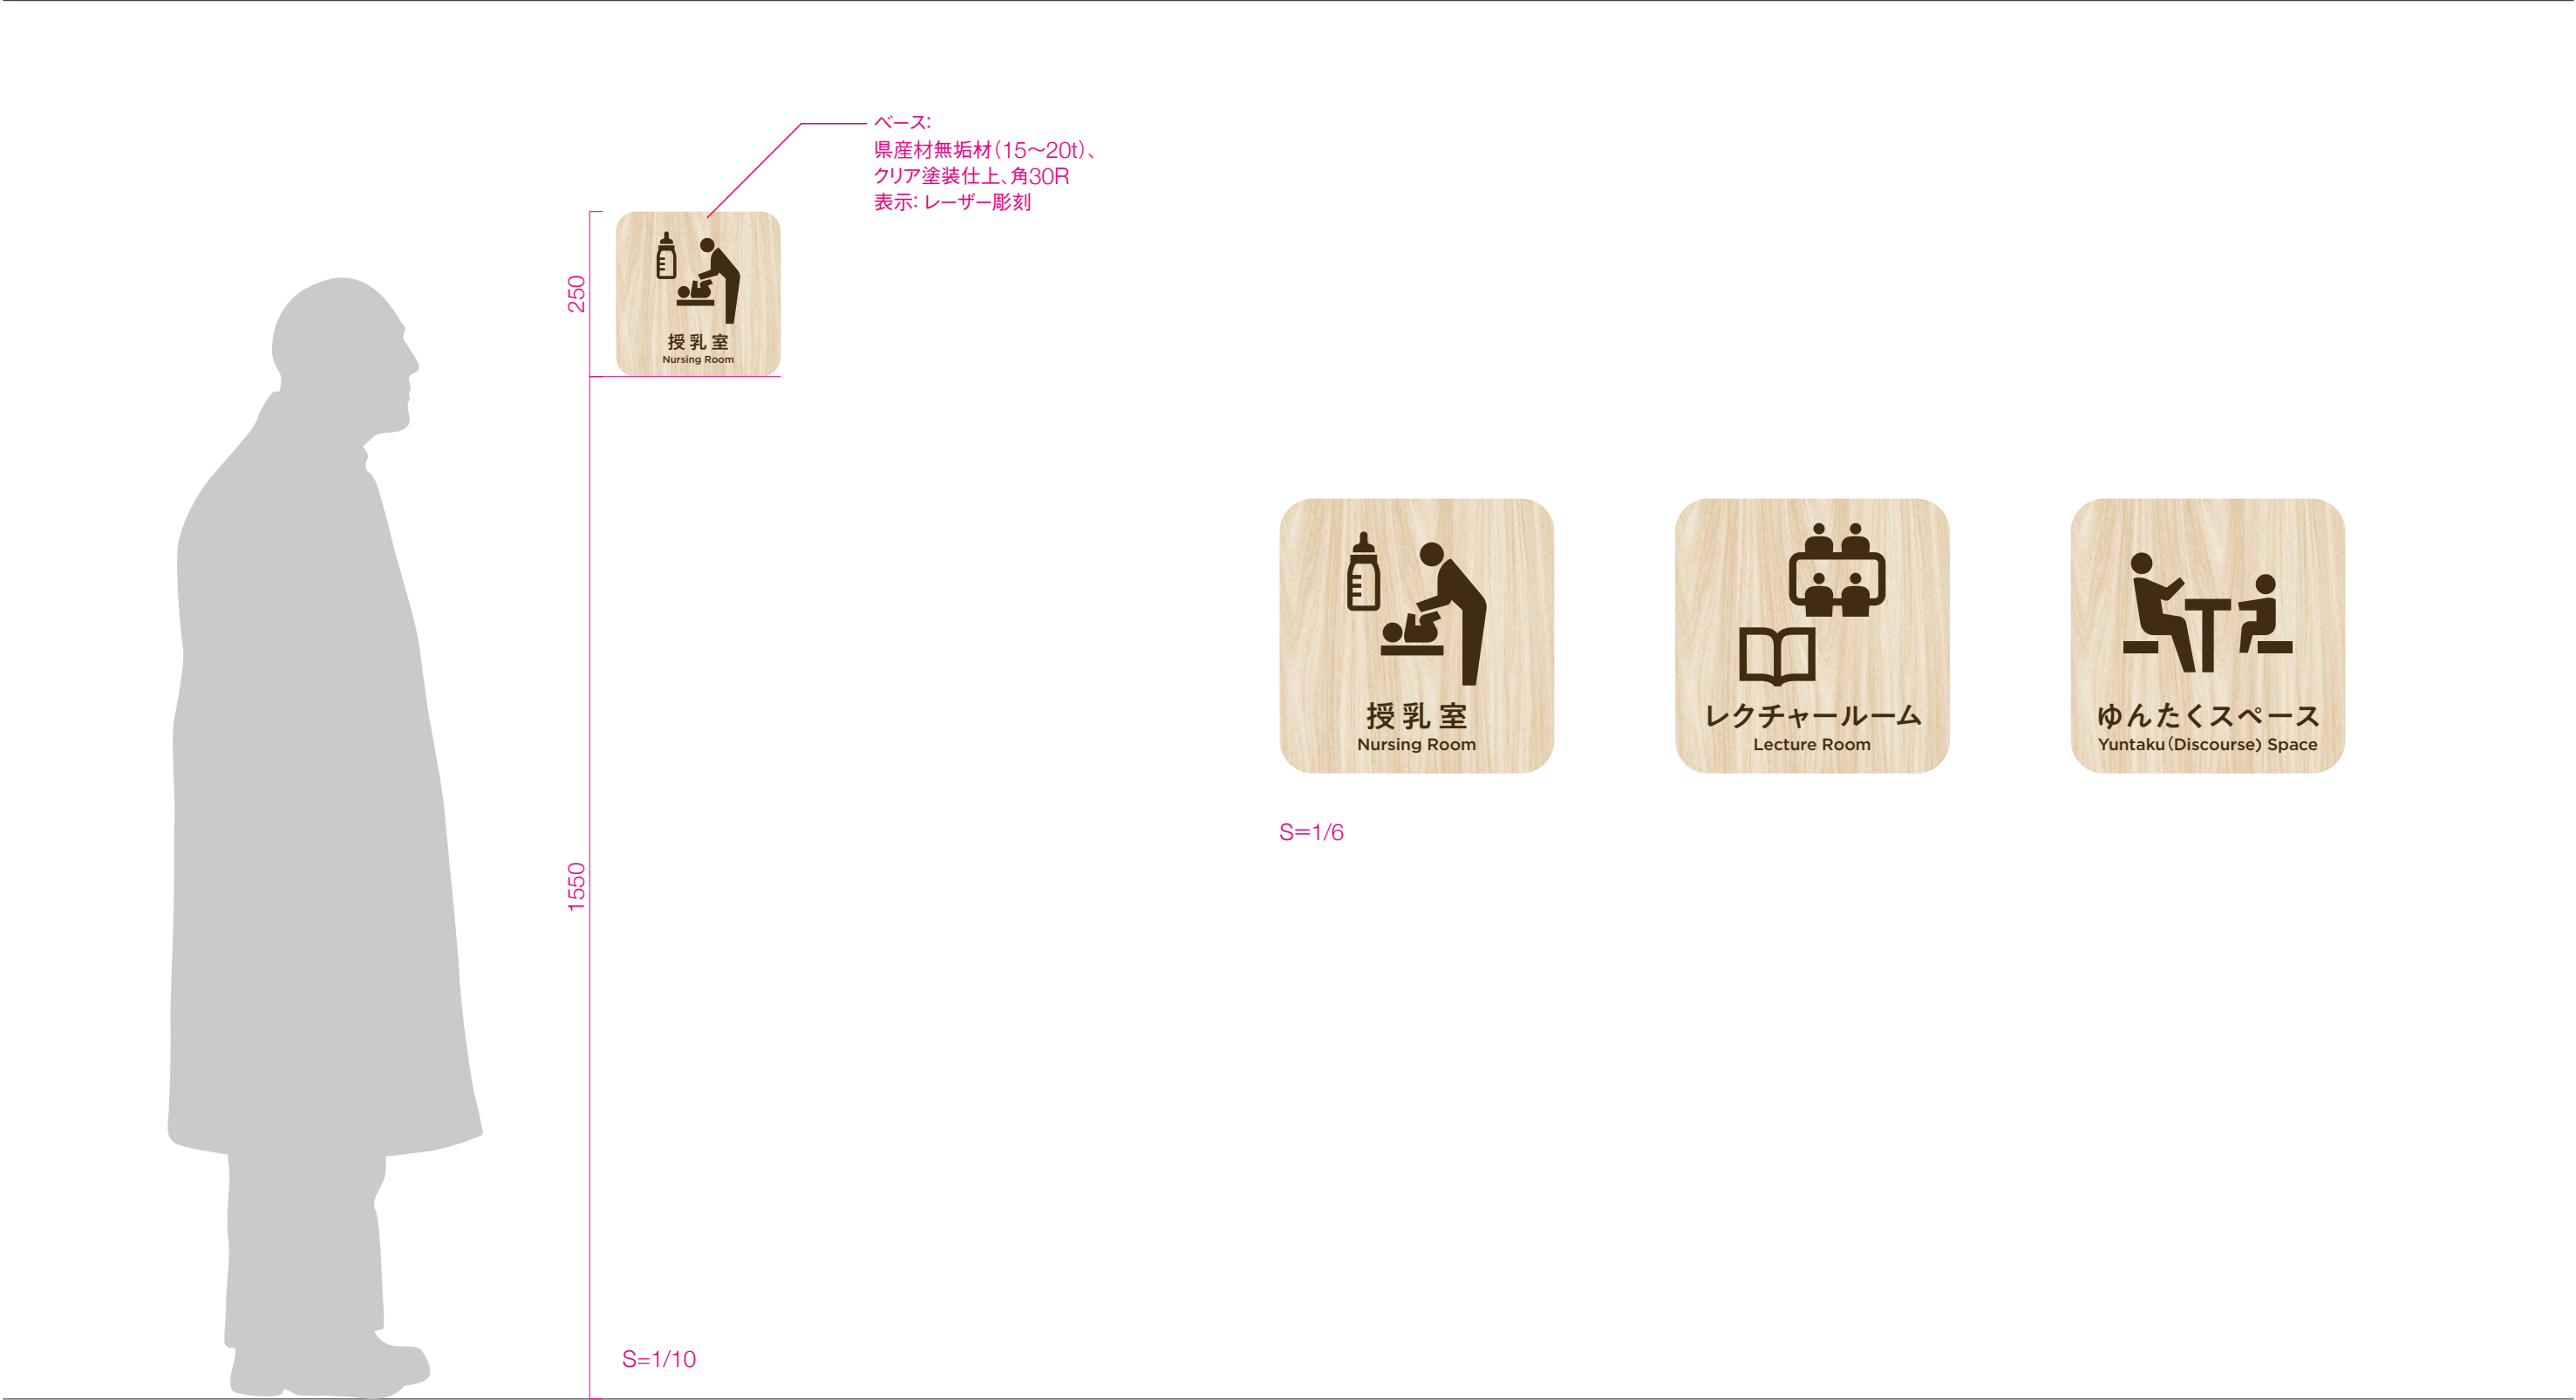 ベース:
県産材無垢材(15〜20t)、
クリア塗装仕上、角30R
表示: レーザー彫刻
250
授乳室
Nursing Room
1550
S=1/10
授乳室
Nursing Room
レクチャールーム
Lecture Room
ゆんたくスペース
Yuntaku(Discourse) Space
S=1/6